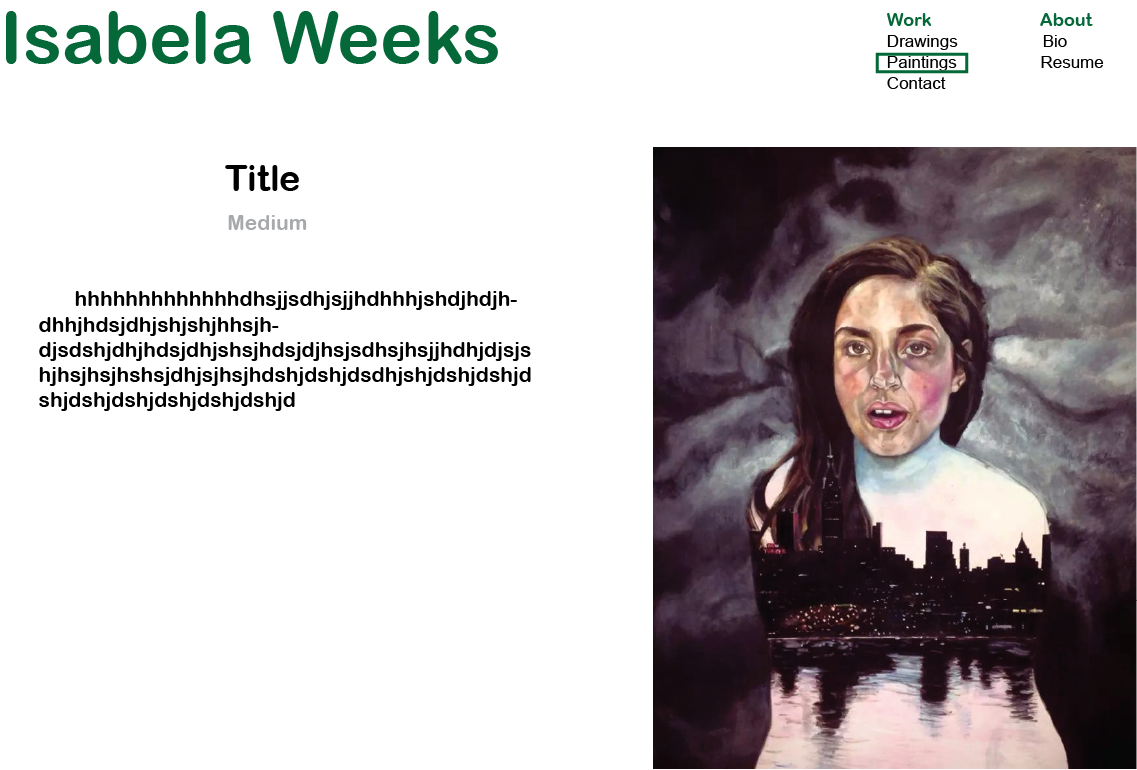 Isabela Weeks
Work
Drawings
Paintings
Contact
About
Bio
Resume
Title
Medium
hhhhhhhhhhhhhdhsjjsdhjsjjhdhhhjshdjhdjh-
dhhjhdsjdhjshjshjhhsjh-
djsdshjdhjhdsjdhjshsjhdsjdjhsjsdhsjhsjjhdhjdjsjs
hjhsjhsjhshsjdhjsjhsjhdshjdshjdsdhjshjdshjdshjd
shjdshjdshjdshjdshjdshjd